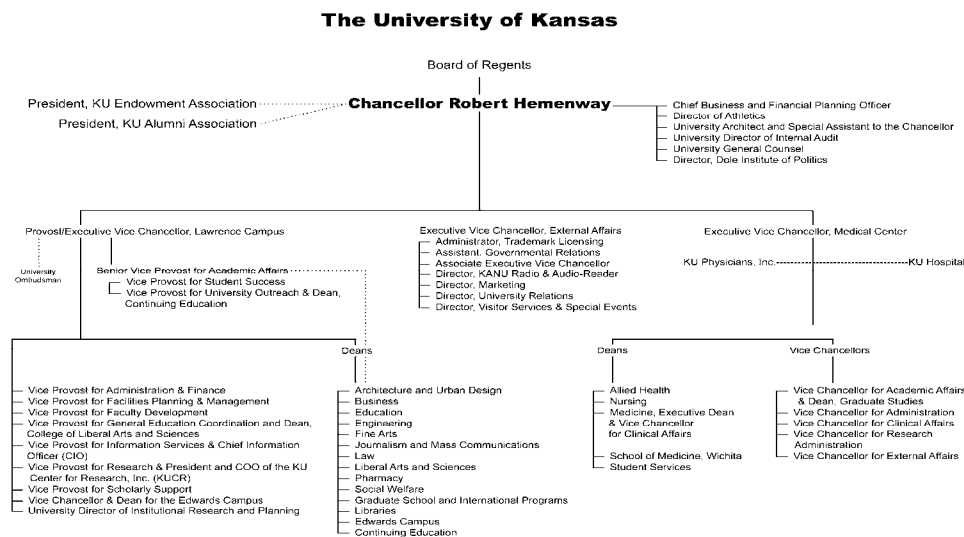 The University of Kansas
Board of Regents
President, KU Endowment Association
Chancellor Robert Hemenway
President, KU Alumni Association
Chief Business and Financial Planning Officer
Director of Athletics
University Architect and Special Assistant to the Chancellor
University Director of Internal Audit
University General Counsel
Director, Dole Institute of Politics
Provost/Executive Vice Chancellor, Lawrence Campus
University
Ombudsman
Senior Vice Provost for Academic Affairs
Vice Provost for Student Success
Vice Provost for University Outreach & Dean,
Continuing Education
Executive Vice Chancellor, External Affairs
Administrator, Trademark Licensing
Assistant, Governmental Relations
Associate Executive Vice Chancellor
Director, KANU Radio & Audio-Reader
Director, Marketing
Director, University Relations
Director, Visitor Services & Special Events
Executive Vice Chancellor, Medical Center
KU Physicians, Inc.
KU Hospital
Vice Provost for Administration & Finance
Vice Provost for Facilities Planning & Management
Vice Provost for Faculty Development
Vice Provost for General Education Coordination and Dean,
College of Liberal Arts and Sciences
Vice Provost for Information Services & Chief Information
Officer (CIO)
Vice Provost for Research & President and COO of the KU
Center for Research, Inc. (KUCR)
Vice Provost for Scholarly Support
Vice Chancellor & Dean for the Edwards Campus
University Director of Institutional Research and Planning
Deans
Architecture and Urban Design
Business
Education
Engineering
Fine Arts
Journalism and Mass Communications
Law
Liberal Arts and Sciences
Pharmacy
Social Welfare
Graduate School and International Programs
Libraries
Edwards Campus
Continuing Education
Deans
Allied Health
Nursing
Medicine, Executive Dean
& Vice Chancellor
for Clinical Affairs
School of Medicine, Wichita
Student Services
Vice Chancellors
Vice Chancellor for Academic Affairs
& Dean, Graduate Studies
Vice Chancellor for Administration
Vice Chancellor for Clinical Affairs
Vice Chancellor for Research
Administration
Vice Chancellor for External Affairs